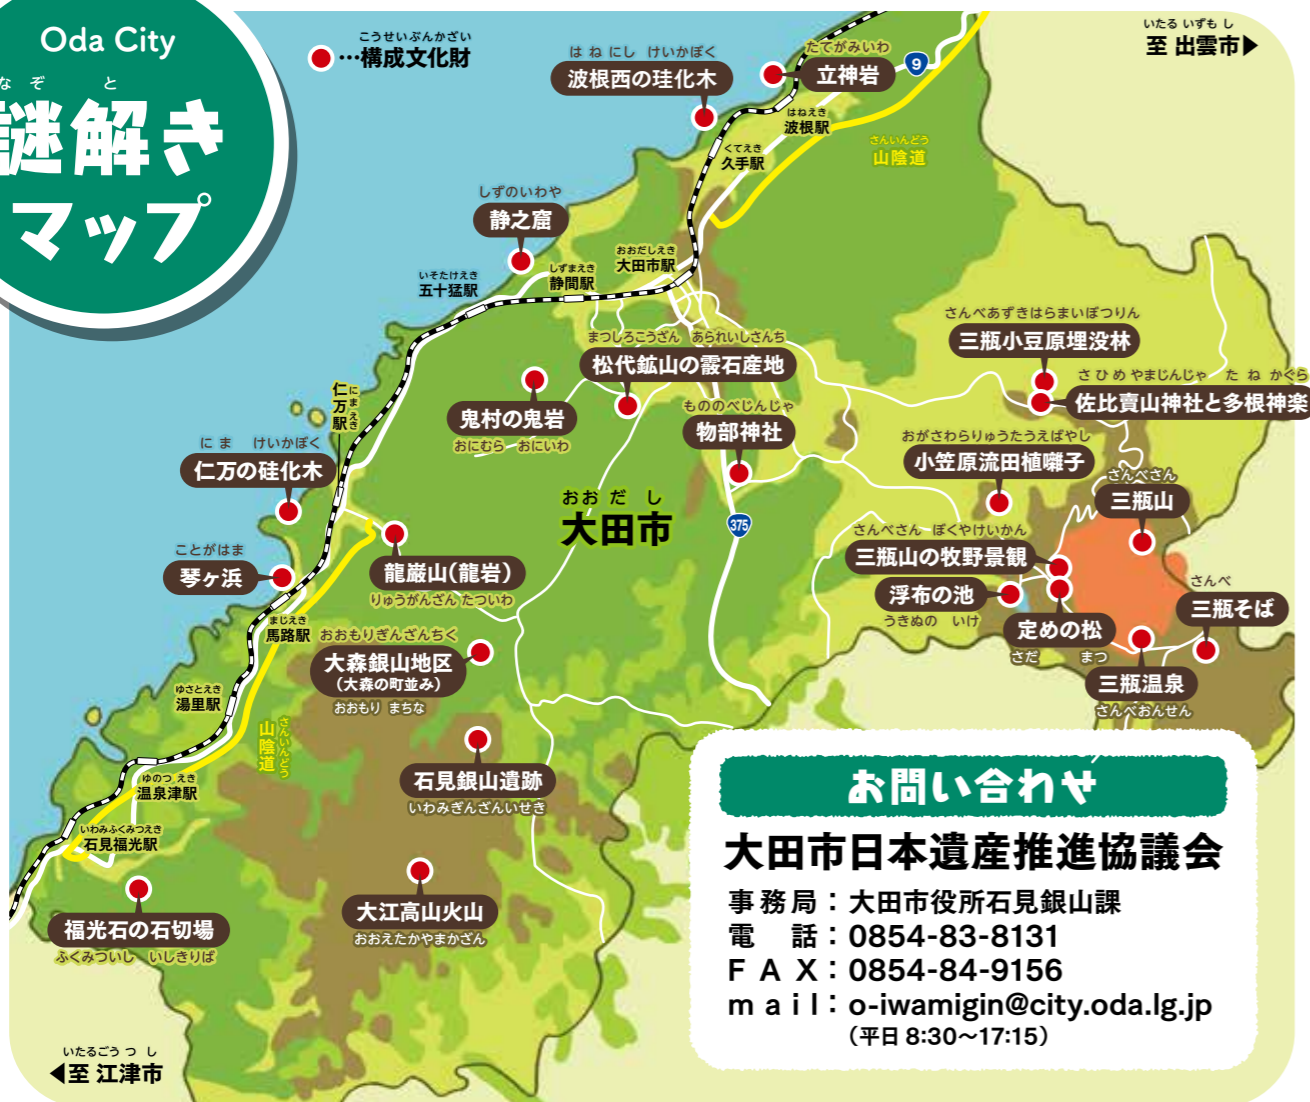 Oda City
なぞ と
謎解き
マップ
こうせいぶんかざい
…構成文化財
いたる いずもし
至 出雲市▶
はねにし けいかぼく
波根西の珪化木
たてがみいわ
立神岩
9
はねえき
波根駅
くてえき
久手駅
さんいんどう
山陰道
しずのいわや
静之窟
おおだしえき
大田市駅
しずまえき
静間駅
いそたけえき
五十猛駅
さんべあずきはらまいぼつりん
三瓶小豆原埋没林
まつしろこうざん あられいしさんち
松代鉱山の霰石産地
さひめやまじんじゃ たねかぐら
佐比賣山神社と多根神楽
鬼村の鬼岩
おにむら おにいわ
もののべじんじゃ
物部神社
にまえき
仁万駅
おがさわらりゅうたうえばやし
小笠原流田植囃子
にま けいかぼく
仁万の硅化木
さんべさん
三瓶山
おおだし
大田市
375
さんべさん ぼくやけいかん
三瓶山の牧野景観
ことがはま
琴ヶ浜
龍巌山(龍岩)
りゅうがんざん たついわ
浮布の池
うきぬの いけ
さんべ
三瓶そば
定めの松
さだ まつ
まじえき
馬路駅
おおもりぎんざんちく
大森銀山地区
(大森の町並み)
おおもり まちな
三瓶温泉
さんべおんせん
ゆさとえき
湯里駅
さんいんどう
山陰道
石見銀山遺跡
いわみぎんざんいせき
ゆのつえき
温泉津駅
いわみふくみつえき
石見福光駅
大江高山火山
おおえたかやまかざん
福光石の石切場
ふくみついし いしきりば
いたるごうつし
◀至 江津市
お問い合わせ
大田市日本遺産推進協議会
事務局：大田市役所石見銀山課
電 話：0854-83-8131
FAX：0854-84-9156
mail：o-iwamigin@city.oda.lg.jp
(平日 8:30～17:15)